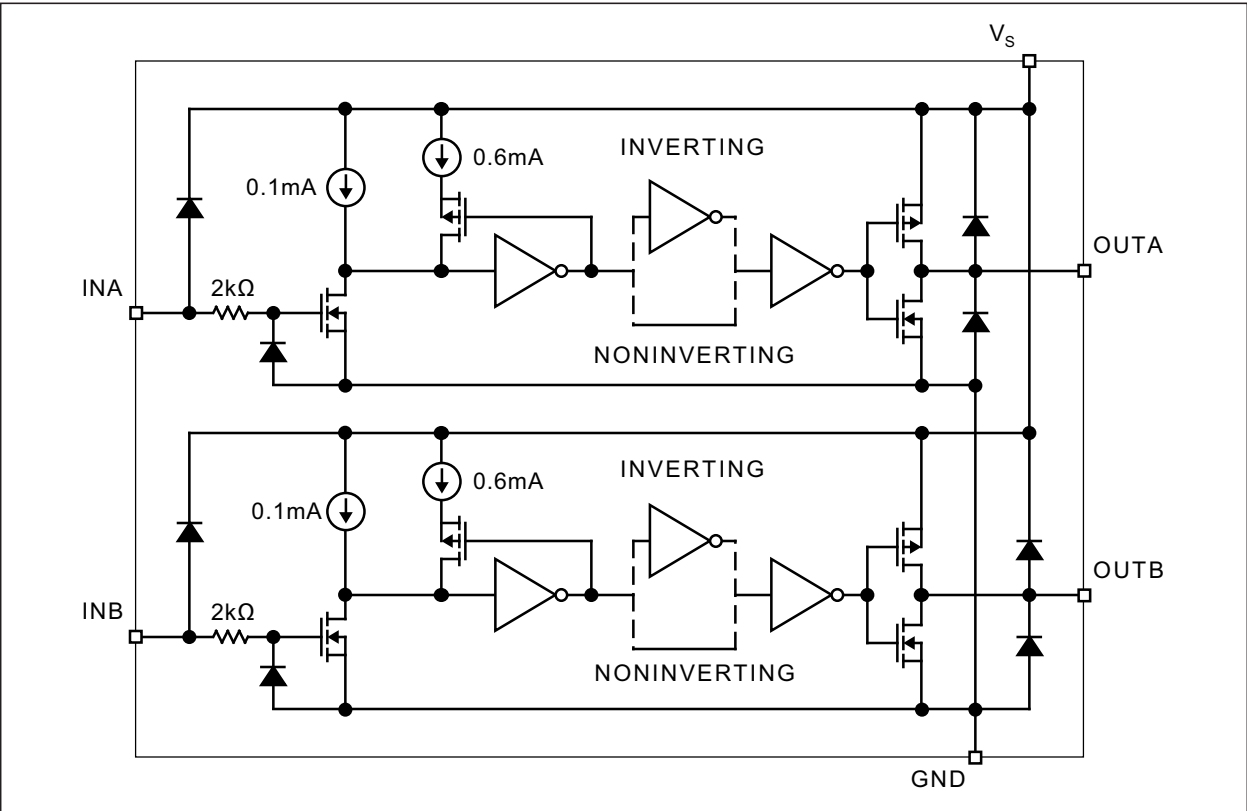 VS
INVERTING
0.6mA
0.1mA
OUTA
INA
2kΩ
NONINVERTING
INVERTING
0.6mA
0.1mA
OUTB
INB
2kΩ
NONINVERTING
GND